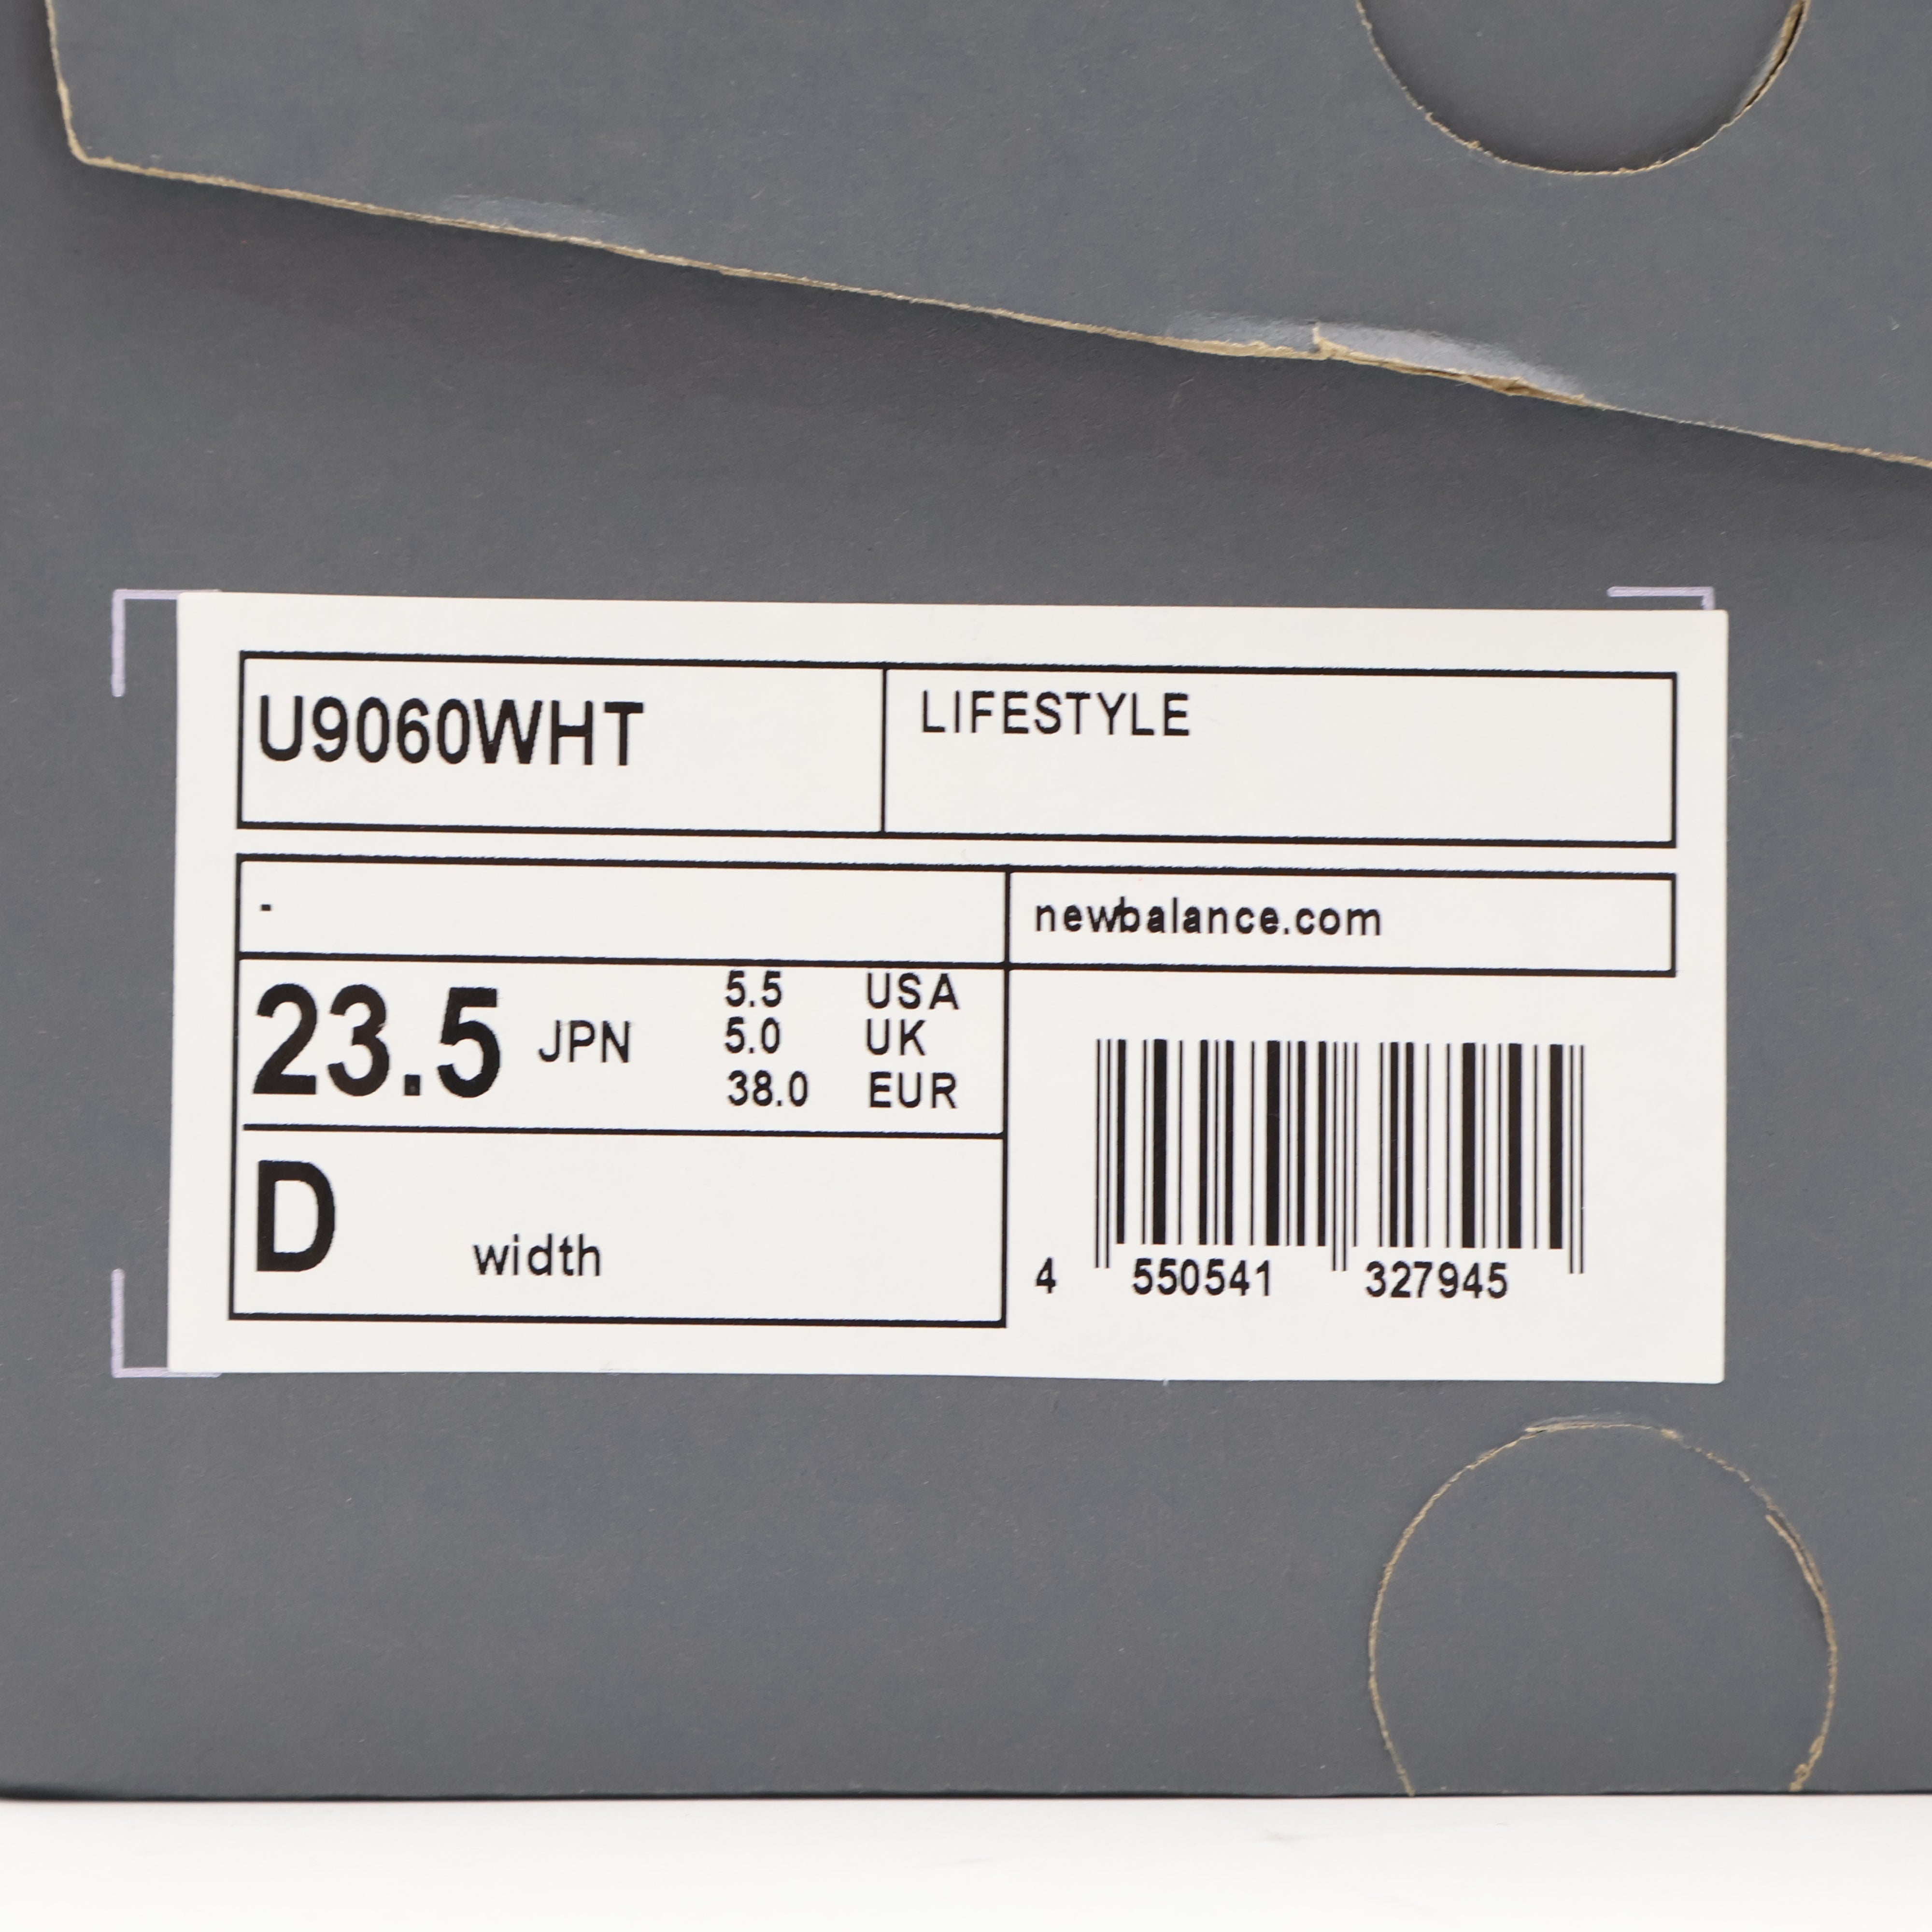 U9060WHT
LIFESTYLE
-
newbalance.com
23.5 JPN
5.5 USA
5.0 UK
38.0 EUR
D width
4 550541 327945